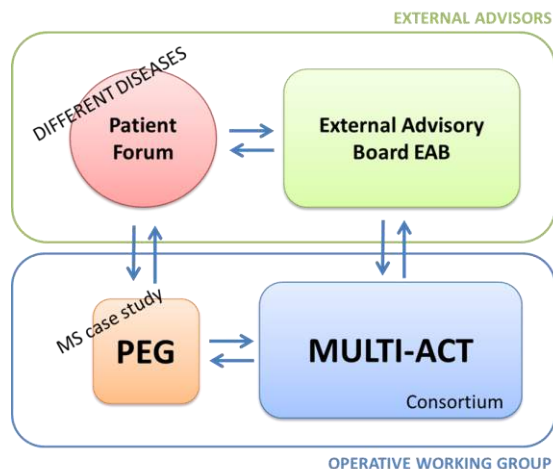 EXTERNAL ADVISORS
DIFFERENT DISEASES
Patient
Forum
External Advisory
Board EAB
MS case study
PEG
MULTI-ACT
Consortium
OPERATIVE WORKING GROUP